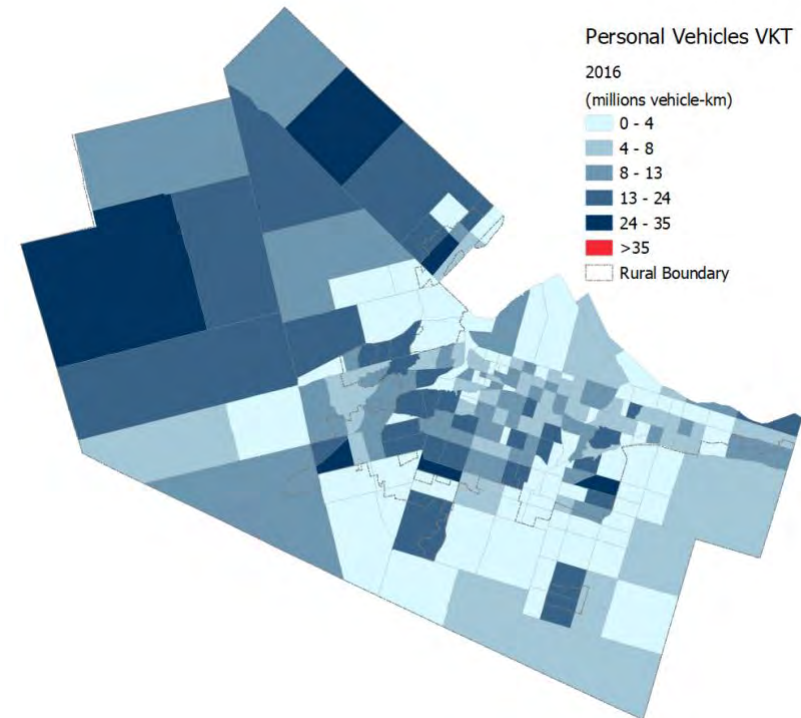 Personal Vehicles VKT
2016
(millions vehicle-km)
0 - 4
4 - 8
8 - 13
13 - 24
24 - 35
>35
Rural Boundary